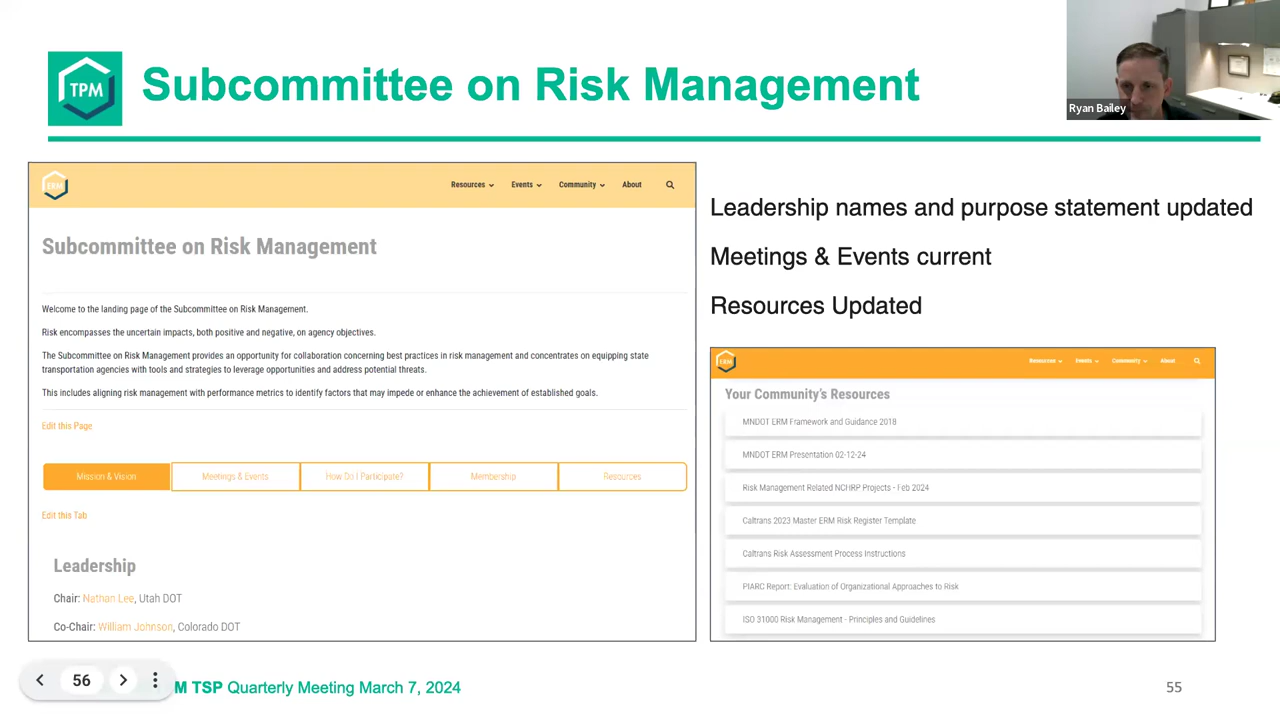 TPM
Subcommittee on Risk Management
Ryan Bailey
ERM
Resources
Events
Community
About
Subcommittee on Risk Management
Welcome to the landing page of the Subcommittee on Risk Management.
Risk encompasses the uncertain impacts, both positive and negative, on agency objectives.
The Subcommittee on Risk Management provides an opportunity for collaboration concerning best practices in risk management and concentrates on equipping state
transportation agencies with tools and strategies to leverage opportunities and address potential threats.
This includes aligning risk management with performance metrics to identify factors that may impede or enhance the achievement of established goals.
Edit this Page
Mission & Vision
Meetings & Events
How Do I Participate?
Membership
Resources
Edit this Tab
Leadership
Chair: Nathan Lee, Utah DOT
Co-Chair: William Johnson, Colorado DOT
Leadership names and purpose statement updated
Meetings & Events current
Resources Updated
ERM
Resources
Events
Community
About
Your Community's Resources
MNDOT ERM Framework and Guidance 2018
MNDOT ERM Presentation 02-12-24
Risk Management Related NCHRP Projects - Feb 2024
Caltrans 2023 Master ERM Risk Register Template
Caltrans Risk Assessment Process Instructions
PIARC Report: Evaluation of Organizational Approaches to Risk
ISO 31000 Risk Management - Principles and Guidelines
56
M TSP Quarterly Meeting March 7, 2024
55